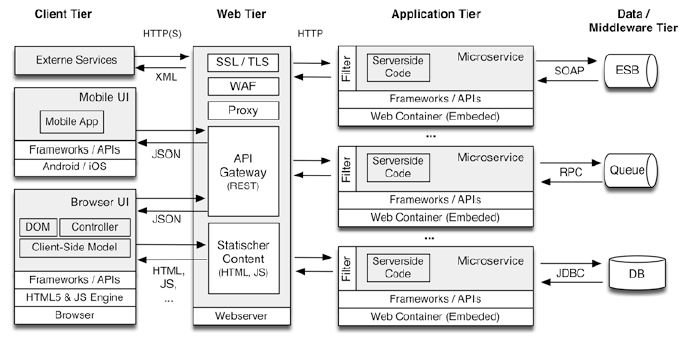 Client Tier
Web Tier
Application Tier
Data /
Middleware Tier
HTTP(S)
HTTP
Externe Services
XML
SSL / TLS
WAF
Proxy
API
Gateway
(REST)
Statischer
Content
(HTML, JS)
Webserver
Mobile UI
Mobile App
Frameworks / APIs
Android / iOS
JSON
Browser UI
DOM
Controller
Client-Side Model
Frameworks / APIs
HTML5 & JS Engine
Browser
JSON
HTML,
JS,
...
Filter
Serverside
Code
Microservice
Frameworks / APIs
Web Container (Embeded)
...
SOAP
ESB
Filter
Serverside
Code
Microservice
Frameworks / APIs
Web Container (Embeded)
...
RPC
Queue
Filter
Serverside
Code
Microservice
Frameworks / APIs
Web Container (Embeded)
JDBC
DB